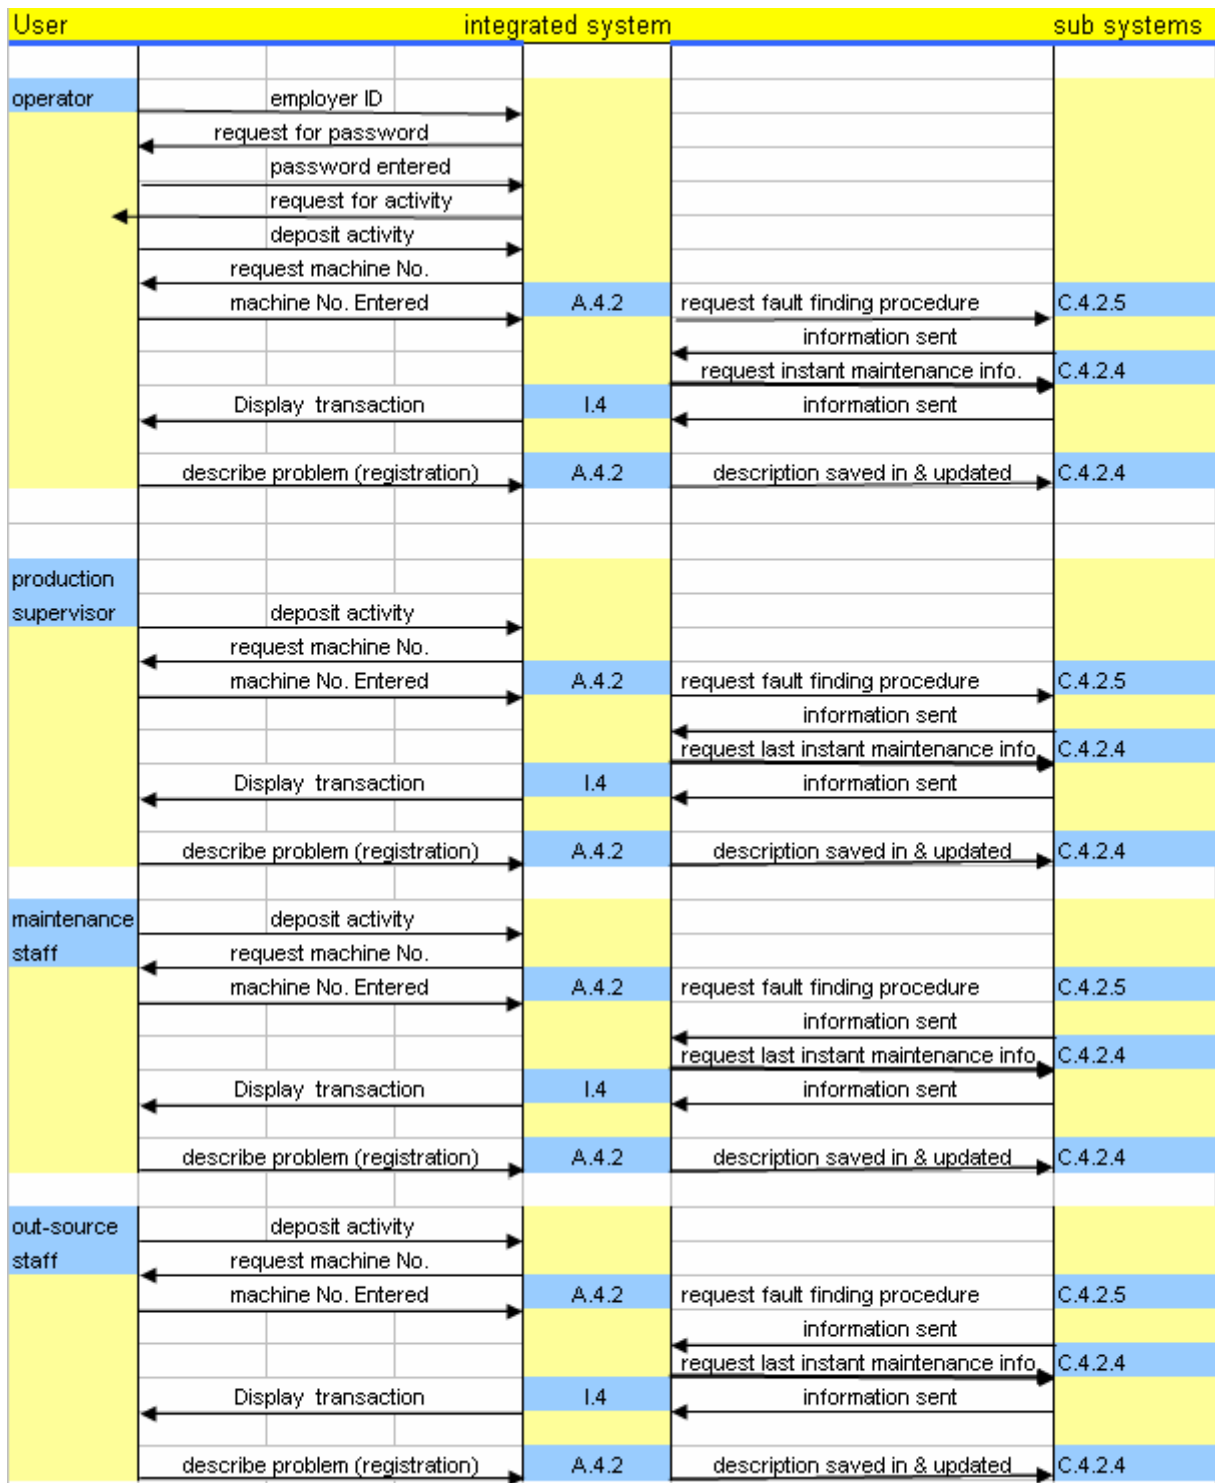 User integrated system sub systems
operator employer ID
request for password
password entered
request for activity
deposit activity
request machine No.
machine No. Entered A.4.2 request fault finding procedure C.4.2.5
information sent
request instant maintenance info. C.4.2.4
Display transaction I.4 information sent
describe problem (registration) A.4.2 description saved in & updated C.4.2.4
production
supervisor deposit activity
request machine No.
machine No. Entered A.4.2 request fault finding procedure C.4.2.5
information sent
request last instant maintenance info. C.4.2.4
Display transaction I.4 information sent
describe problem (registration) A.4.2 description saved in & updated C.4.2.4
maintenance deposit activity
staff request machine No.
machine No. Entered A.4.2 request fault finding procedure C.4.2.5
information sent
request last instant maintenance info. C.4.2.4
Display transaction I.4 information sent
describe problem (registration) A.4.2 description saved in & updated C.4.2.4
out-source deposit activity
staff request machine No.
machine No. Entered A.4.2 request fault finding procedure C.4.2.5
information sent
request last instant maintenance info. C.4.2.4
Display transaction I.4 information sent
describe problem (registration) A.4.2 description saved in & updated C.4.2.4